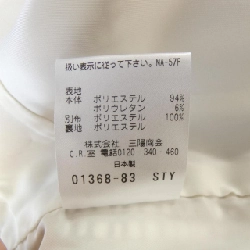 扱い表示に従って下さい。NA-57F
表地
本体 ポリエステル 94%
ポリウレタン 6%
別布 ポリエステル 100%
裏地 ポリエステル 100%
株式会社 三陽商会
C.R.室 電話0120 340 460
日本製
01368-83 SIY